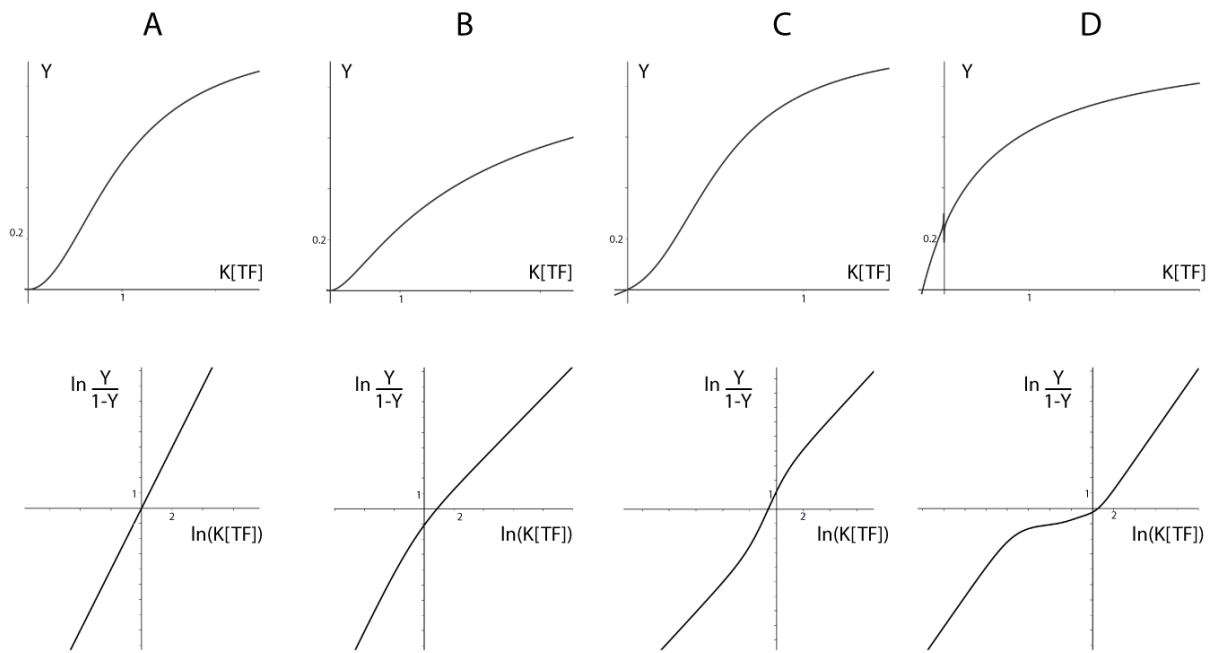 A B C D
Y Y Y Y
0.2 0.2 0.2 0.2
K[TF] K[TF] K[TF] K[TF]
1 1 1 1
ln Y/1-Y ln Y/1-Y ln Y/1-Y ln Y/1-Y
1 1 1 1
2 2 2 2
ln(K[TF]) ln(K[TF]) ln(K[TF]) ln(K[TF])